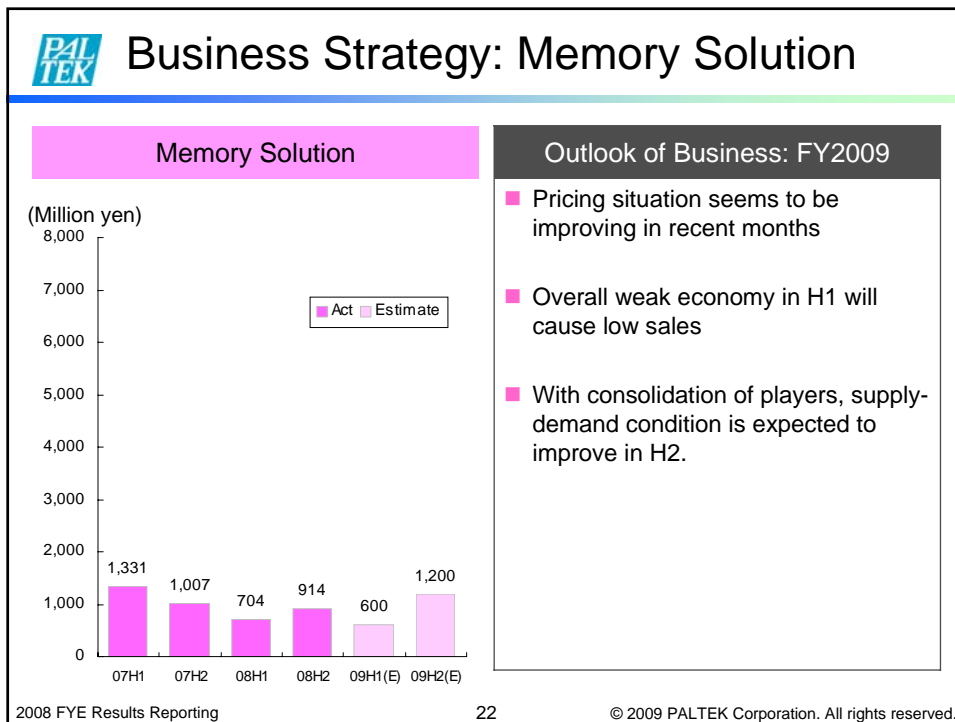 PAL
TEK
Business Strategy: Memory Solution
Memory Solution
(Million yen)
8,000
7,000
6,000
5,000
4,000
3,000
2,000
1,000
0
Act Estimate
1,331
1,007
704
914
600
1,200
07H1 07H2 08H1 08H2 09H1(E) 09H2(E)
Outlook of Business: FY2009
Pricing situation seems to be
improving in recent months
Overall weak economy in H1 will
cause low sales
With consolidation of players, supply-
demand condition is expected to
improve in H2.
2008 FYE Results Reporting
22
© 2009 PALTEK Corporation. All rights reserved.